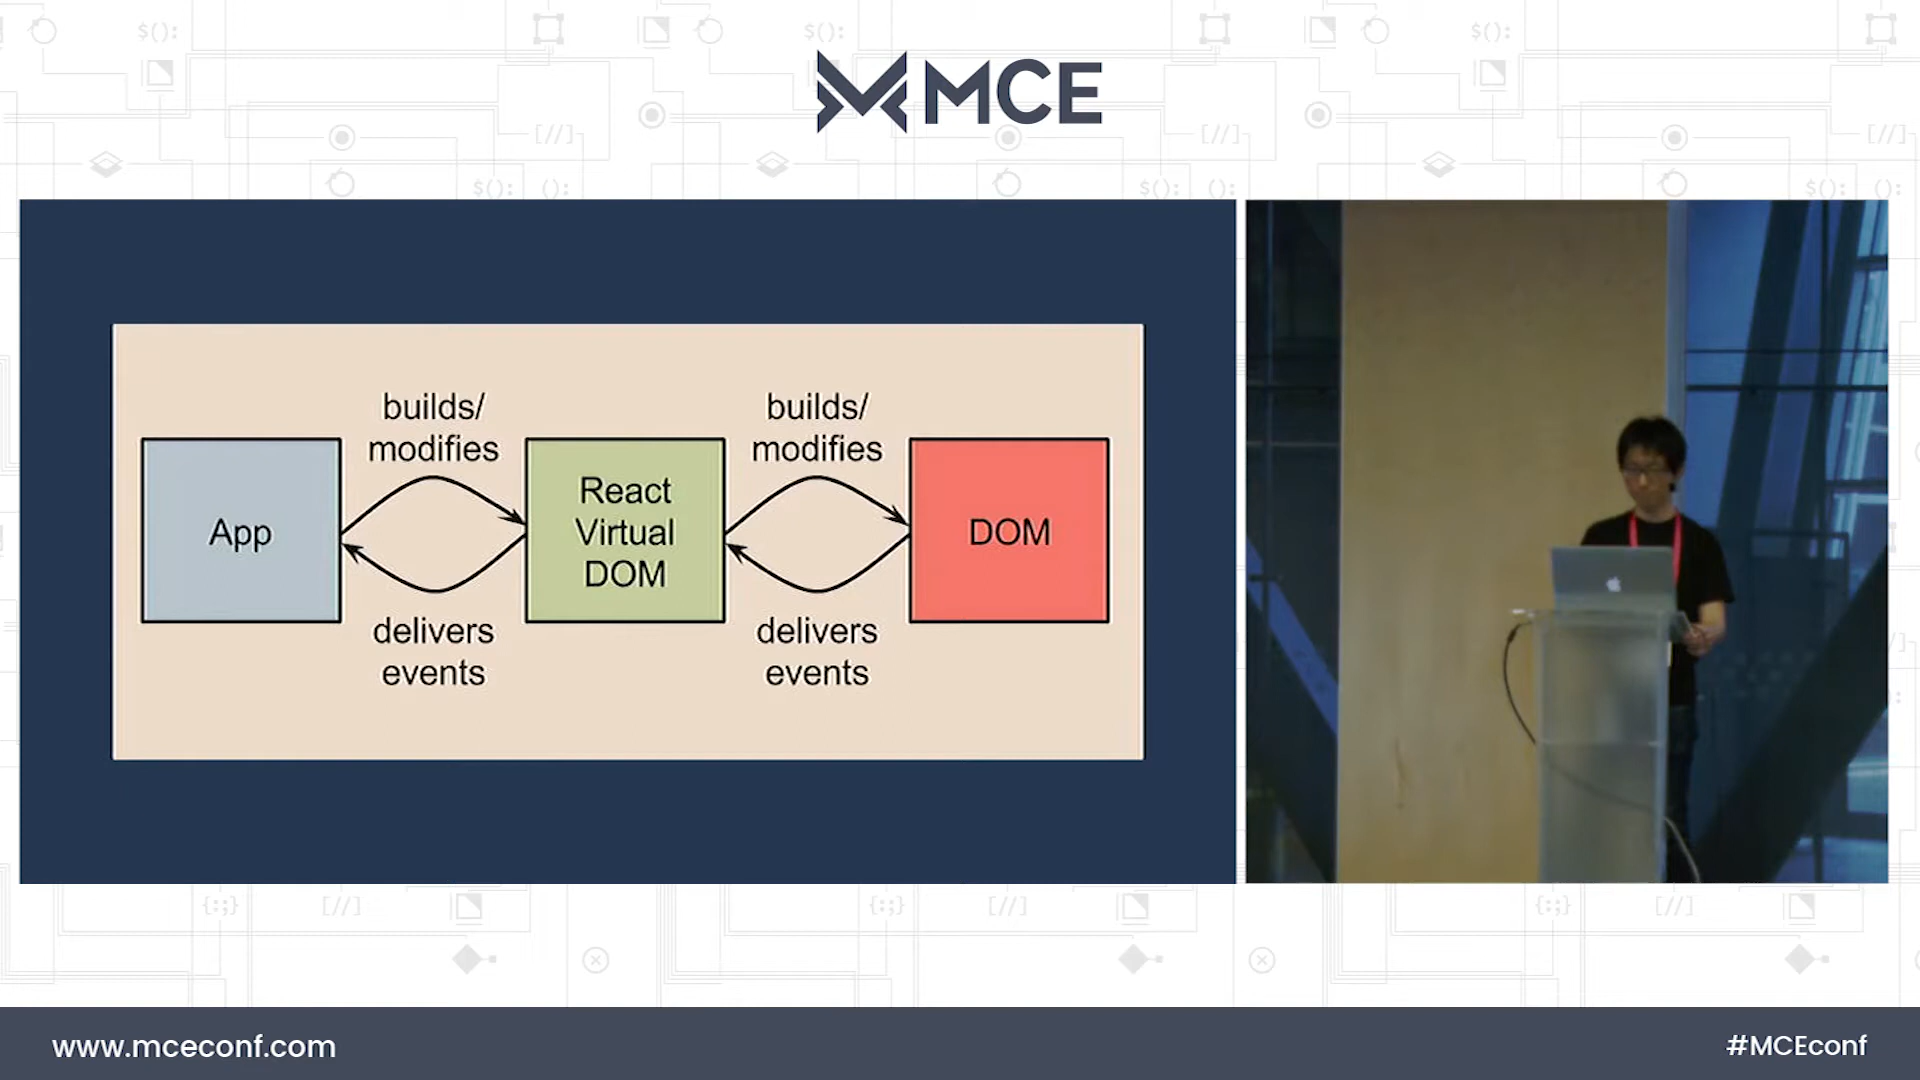 MCE
builds/
modifies
builds/
modifies
App
React
Virtual
DOM
DOM
delivers
events
delivers
events
www.mceconf.com
#MCEconf